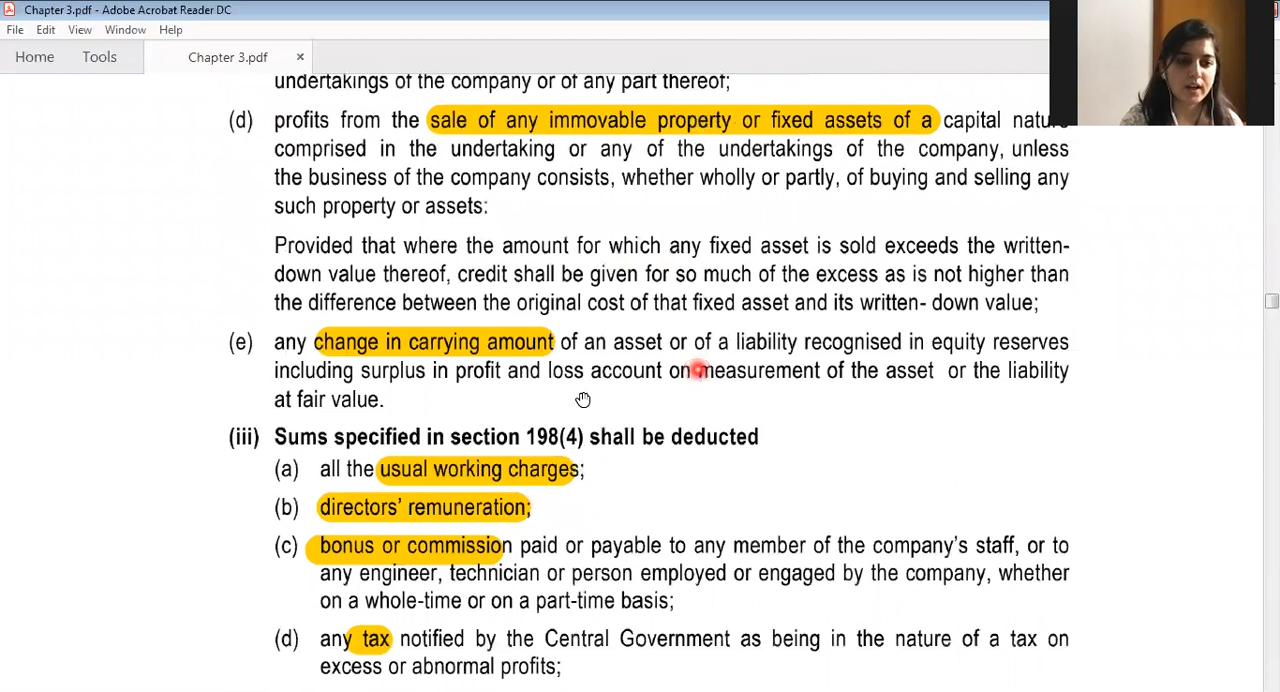 Chapter 3.pdf - Adobe Acrobat Reader DC
File Edit View Window Help
Home Tools Chapter 3.pdf ×
undertakings of the company or of any part thereof;
(d) profits from the sale of any immovable property or fixed assets of a capital nature
comprised in the undertaking or any of the undertakings of the company, unless
the business of the company consists, whether wholly or partly, of buying and selling any
such property or assets:
Provided that where the amount for which any fixed asset is sold exceeds the written-
down value thereof, credit shall be given for so much of the excess as is not higher than
the difference between the original cost of that fixed asset and its written- down value;
(e) any change in carrying amount of an asset or of a liability recognised in equity reserves
including surplus in profit and loss account on measurement of the asset or the liability
at fair value.
(iii) Sums specified in section 198(4) shall be deducted
(a) all the usual working charges;
(b) directors' remuneration;
(c) bonus or commission paid or payable to any member of the company's staff, or to
any engineer, technician or person employed or engaged by the company, whether
on a whole-time or on a part-time basis;
(d) any tax notified by the Central Government as being in the nature of a tax on
excess or abnormal profits;